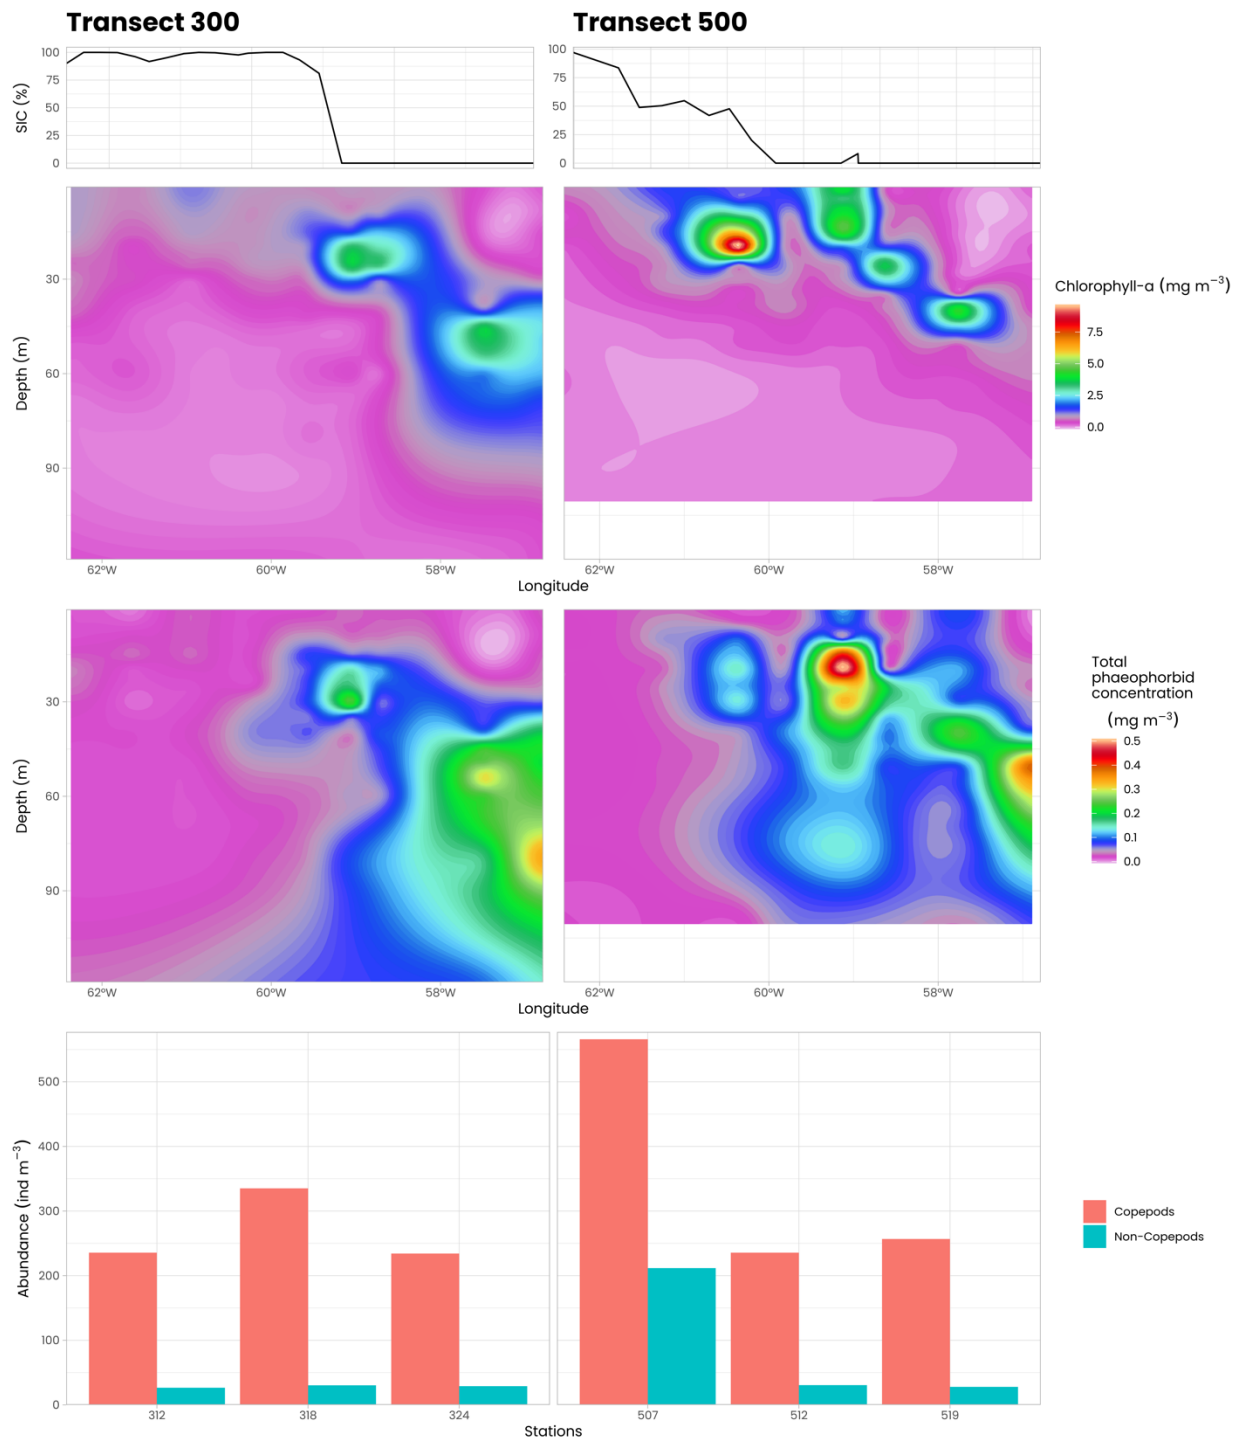 Transect 300
Transect 500
SIC (%)
100
75
50
25
0
100
75
50
25
0
Depth (m)
30
60
90
62°W
60°W
58°W
62°W
60°W
58°W
Longitude
Chlorophyll-a (mg m⁻³)
7.5
5.0
2.5
0.0
Depth (m)
30
60
90
62°W
60°W
58°W
62°W
60°W
58°W
Longitude
Total
phaeophorbid
concentration
(mg m⁻³)
0.5
0.4
0.3
0.2
0.1
0.0
Abundance (ind m⁻³)
500
400
300
200
100
0
312
318
324
507
512
519
Stations
Copepods
Non-Copepods